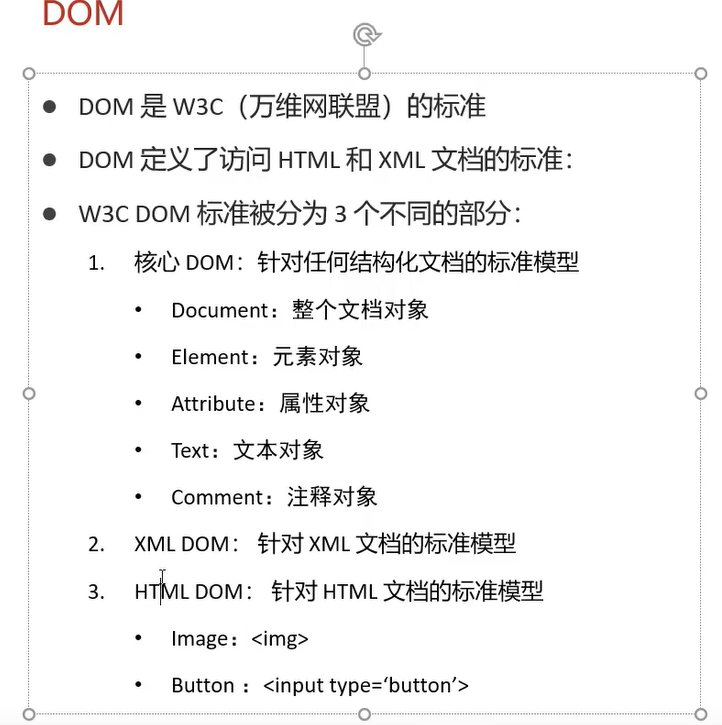 DOM
DOM 是 W3C（万维网联盟）的标准
DOM 定义了访问 HTML 和 XML 文档的标准：
W3C DOM 标准被分为 3 个不同的部分：
1. 核心 DOM：针对任何结构化文档的标准模型
• Document：整个文档对象
• Element：元素对象
• Attribute：属性对象
• Text：文本对象
• Comment：注释对象
2. XML DOM： 针对 XML 文档的标准模型
3. HTML DOM： 针对 HTML 文档的标准模型
• Image：<img>
• Button ：<input type=‘button’>